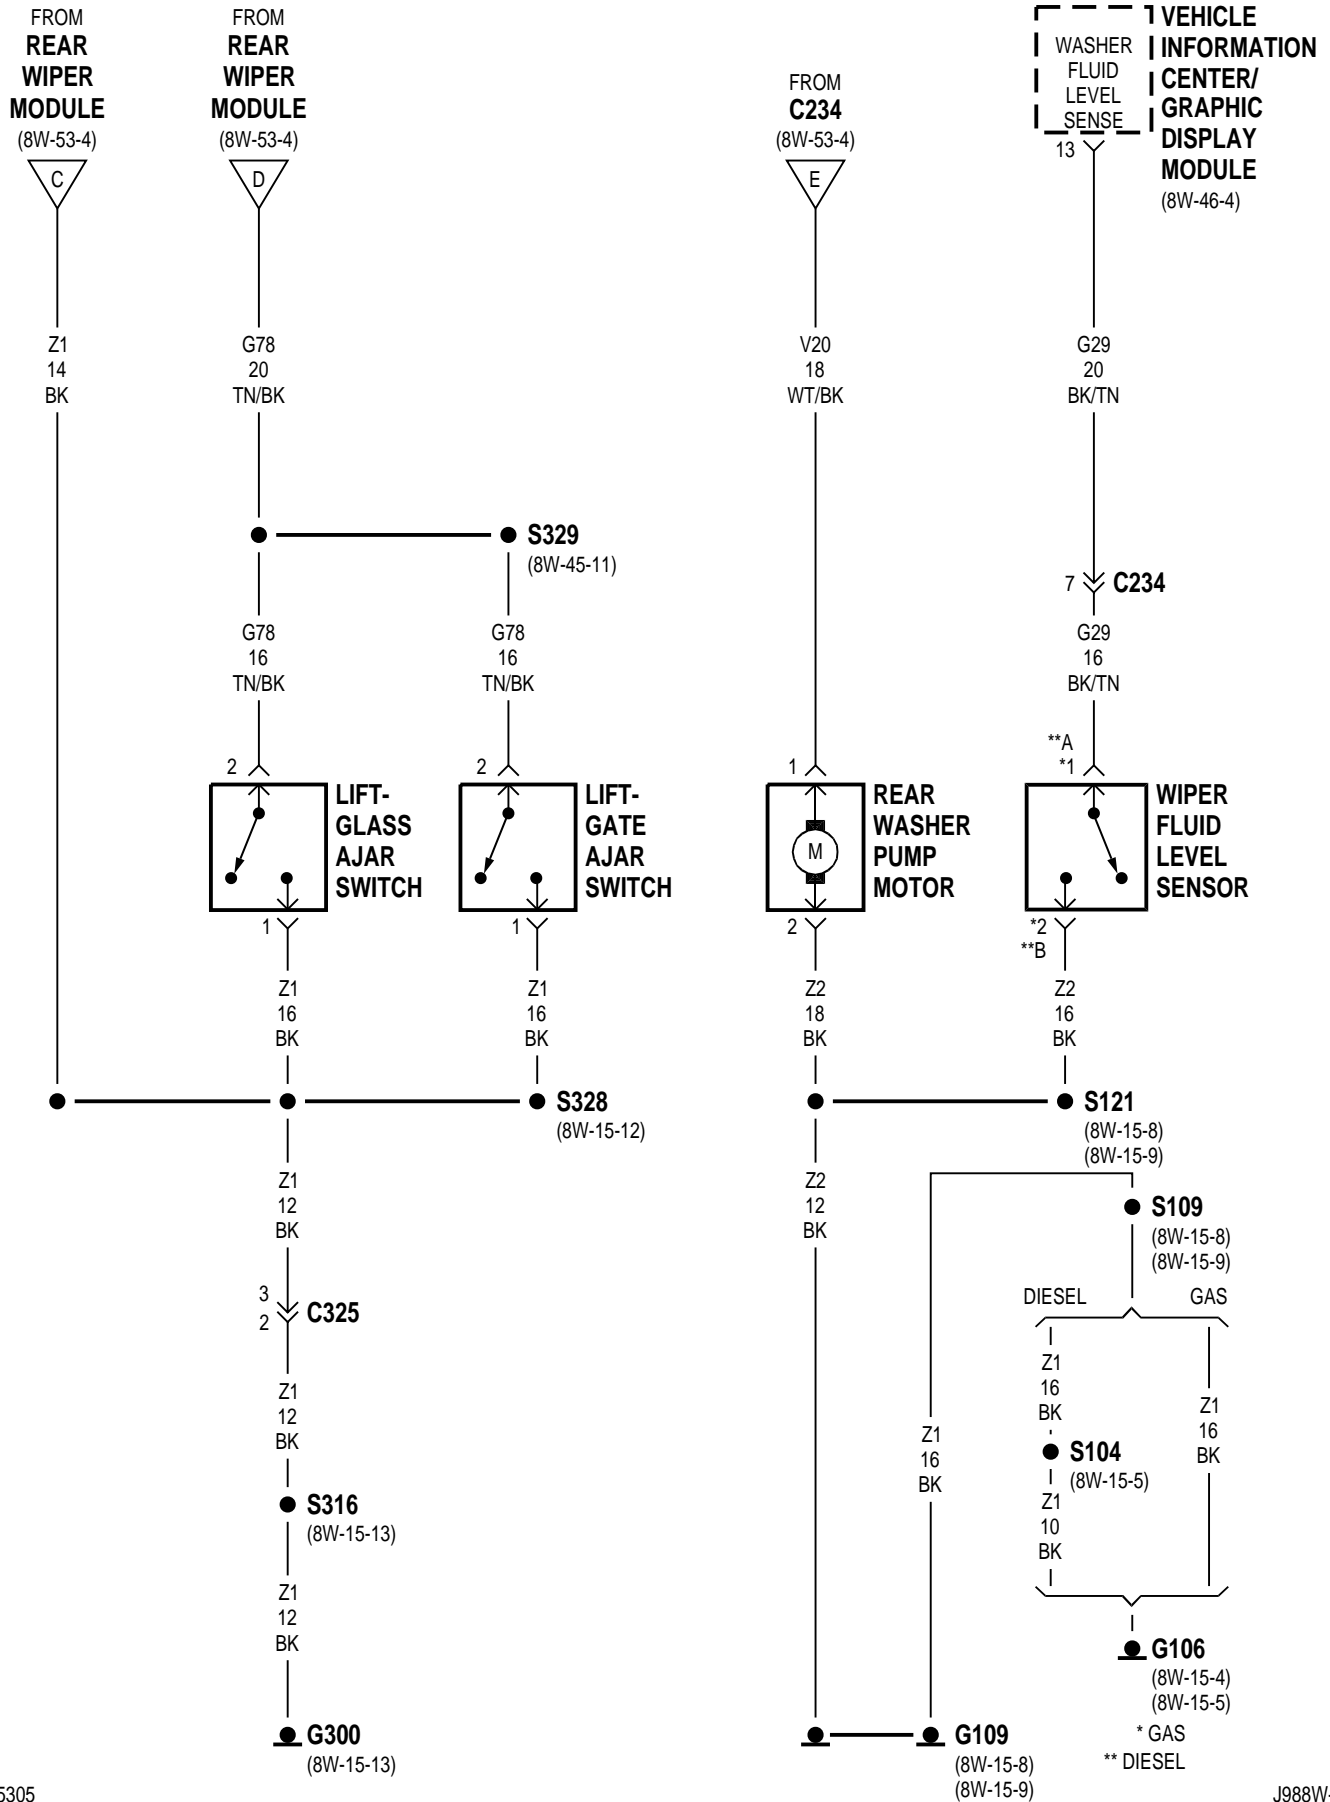 FROM
REAR
WIPER
MODULE
(8W-53-4)
C
FROM
REAR
WIPER
MODULE
(8W-53-4)
D
FROM
C234
(8W-53-4)
E
WASHER
FLUID
LEVEL
SENSE
13
VEHICLE
INFORMATION
CENTER/
GRAPHIC
DISPLAY
MODULE
(8W-46-4)
Z1
14
BK
G78
20
TN/BK
V20
18
WT/BK
G29
20
BK/TN
S329
(8W-45-11)
7
C234
G78
16
TN/BK
G78
16
TN/BK
G29
16
BK/TN
2
2
1
**A
*1
LIFT-
GLASS
AJAR
SWITCH
LIFT-
GATE
AJAR
SWITCH
M
REAR
WASHER
PUMP
MOTOR
WIPER
FLUID
LEVEL
SENSOR
1
1
2
*2
**B
Z1
16
BK
Z1
16
BK
Z2
18
BK
Z2
16
BK
S328
(8W-15-12)
S121
(8W-15-8)
(8W-15-9)
Z1
12
BK
Z2
12
BK
S109
(8W-15-8)
(8W-15-9)
3
2
C325
DIESEL
GAS
Z1
12
BK
Z1
16
BK
Z1
16
BK
Z1
16
BK
S104
(8W-15-5)
S316
(8W-15-13)
Z1
10
BK
Z1
12
BK
G106
(8W-15-4)
(8W-15-5)
G300
(8W-15-13)
G109
(8W-15-8)
(8W-15-9)
* GAS
** DIESEL
5305
J988W-